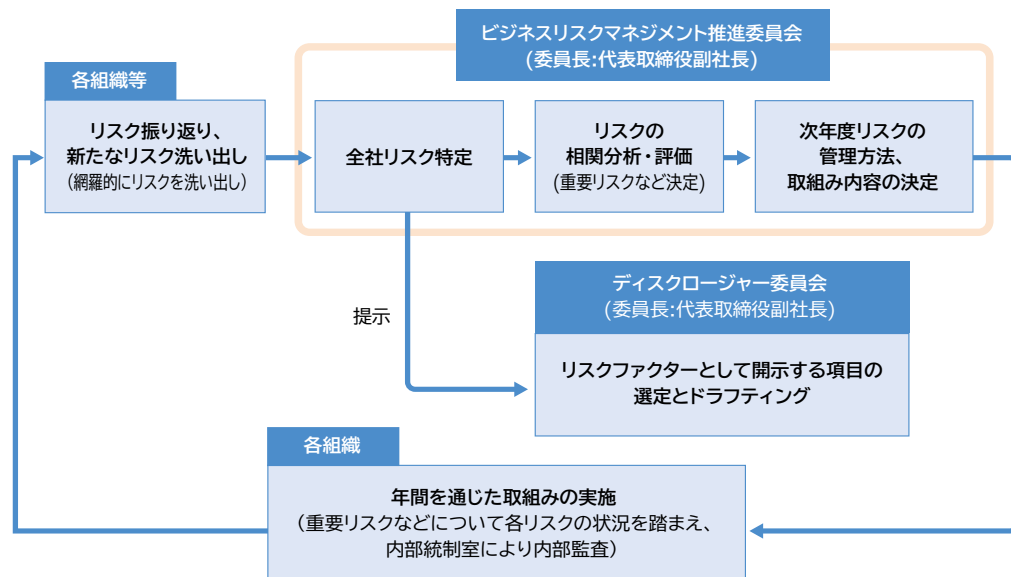 ビジネスリスクマネジメント推進委員会
(委員長:代表取締役副社長)
各組織等
リスク振り返り、
新たなリスク洗い出し
(網羅的にリスクを洗い出し)
全社リスク特定
リスクの
相関分析・評価
(重要リスクなど決定)
次年度リスクの
管理方法、
取組み内容の決定
提示
ディスクロージャー委員会
(委員長:代表取締役副社長)
リスクファクターとして開示する項目の
選定とドラフティング
各組織
年間を通じた取組みの実施
(重要リスクなどについて各リスクの状況を踏まえ、
内部統制室により内部監査)